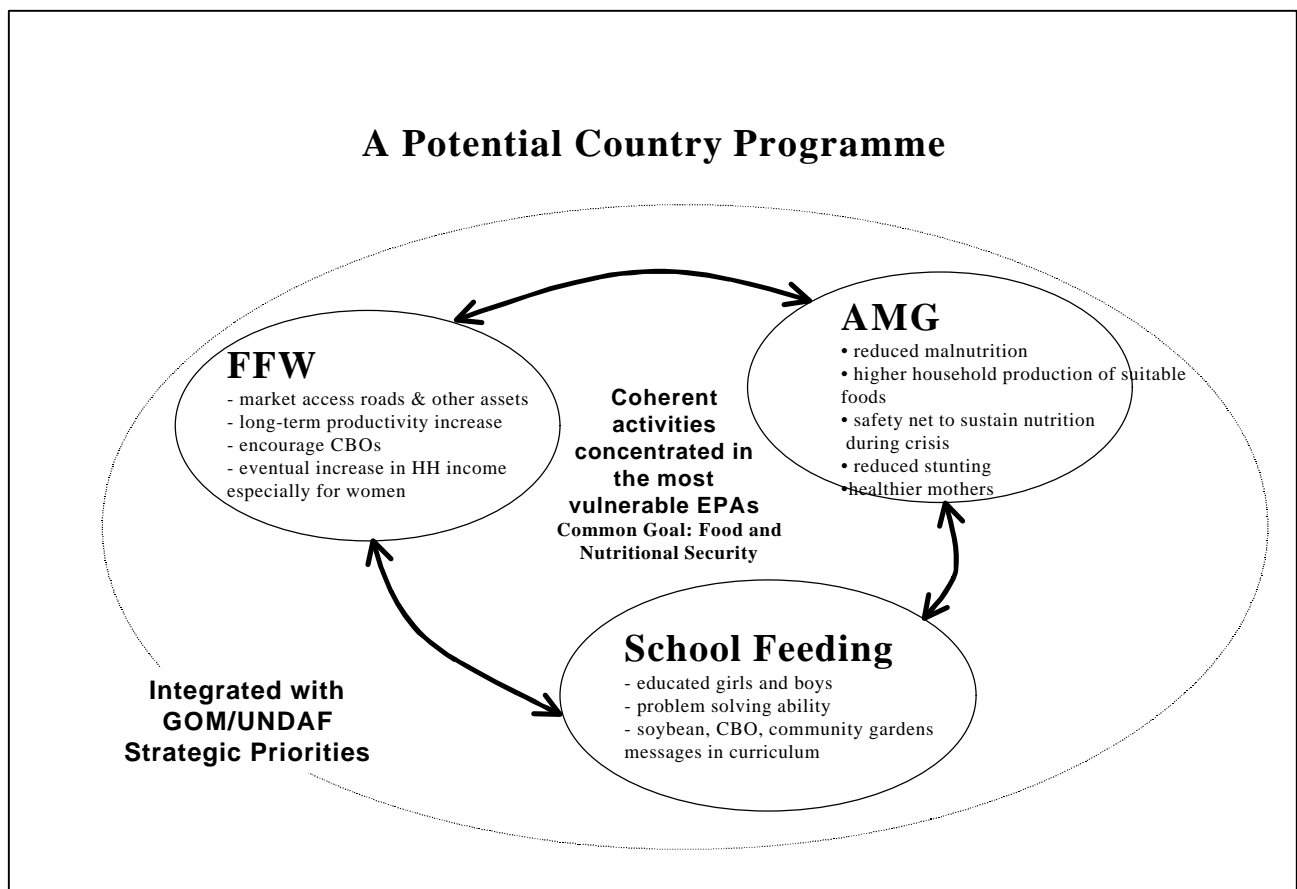 A Potential Country Programme
FFW
- market access roads & other assets
- long-term productivity increase
- encourage CBOs
- eventual increase in HH income
especially for women
Coherent
activities
concentrated in
the most
vulnerable EPAs
Common Goal: Food and
Nutritional Security
AMG
• reduced malnutrition
• higher household production of suitable
foods
• safety net to sustain nutrition
during crisis
• reduced stunting
•healthier mothers
School Feeding
- educated girls and boys
- problem solving ability
- soybean, CBO, community gardens
messages in curriculum
Integrated with
GOM/UNDAF
Strategic Priorities